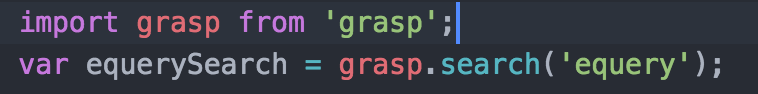 import grasp from 'grasp';
var equerySearch = grasp.search('equery');